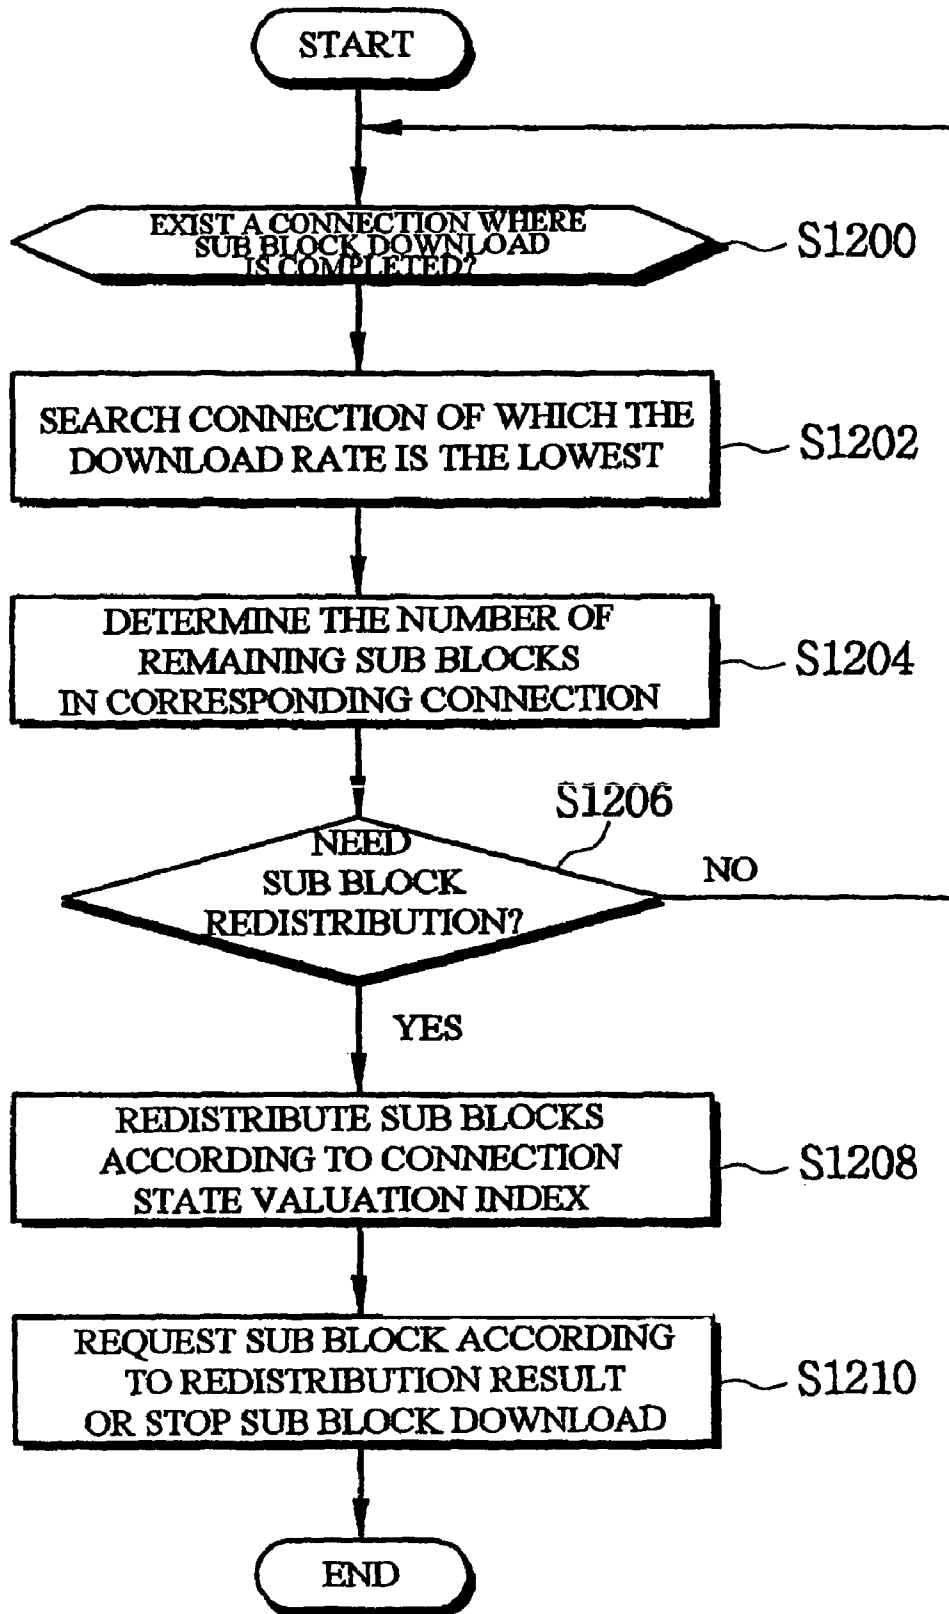 START
EXIST A CONNECTION WHERE
SUB BLOCK DOWNLOAD
IS COMPLETED?
S1200
SEARCH CONNECTION OF WHICH THE
DOWNLOAD RATE IS THE LOWEST
S1202
DETERMINE THE NUMBER OF
REMAINING SUB BLOCKS
IN CORRESPONDING CONNECTION
S1204
S1206
NEED
SUB BLOCK
REDISTRIBUTION?
NO
YES
REDISTRIBUTE SUB BLOCKS
ACCORDING TO CONNECTION
STATE VALUATION INDEX
S1208
REQUEST SUB BLOCK ACCORDING
TO REDISTRIBUTION RESULT
OR STOP SUB BLOCK DOWNLOAD
S1210
END